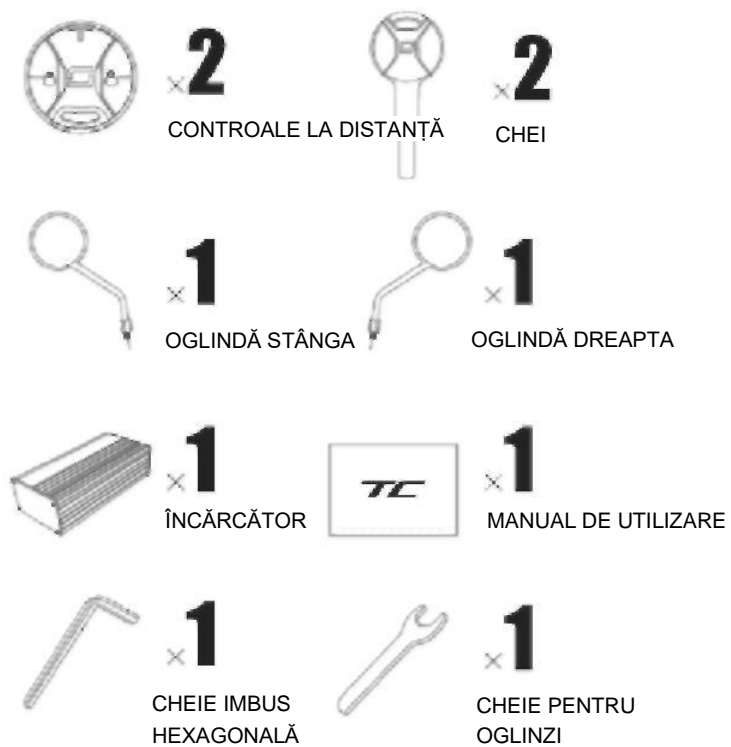 ×2
CONTROALE LA DISTANȚĂ
×2
CHEI
×1
OGLINDĂ STÂNGA
×1
OGLINDĂ DREAPTA
×1
ÎNCĂRCĂTOR
TC
×1
MANUAL DE UTILIZARE
×1
CHEIE IMBUS
HEXAGONALĂ
×1
CHEIE PENTRU
OGLINZI